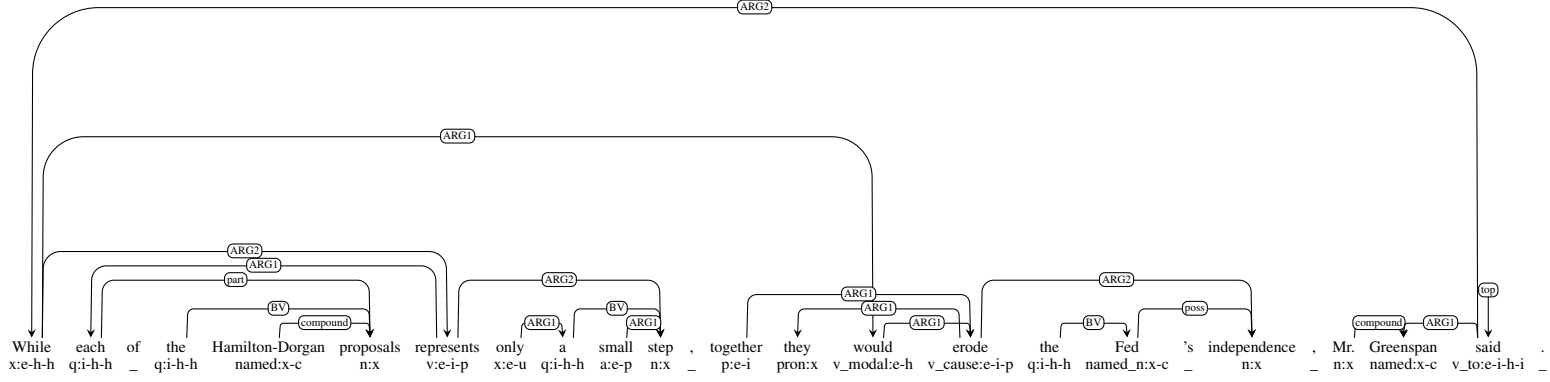 ARG2
ARG1
ARG2
ARG1
part ARG2 ARG2
ARG1
BV BV ARG1 poss top
compound ARG1 ARG1 ARG1 BV compound ARG1
While each of the Hamilton-Dorgan proposals represents only a small step , together they would erode the Fed 's independence , Mr. Greenspan said .
x:e-h-h q:i-h-h _ q:i-h-h named:x-c n:x v:e-i-p x:e-u q:i-h-h a:e-p n:x _ p:e-i pron:x v_modal:e-h v_cause:e-i-p q:i-h-h named_n:x-c _ n:x _ n:x named:x-c v_to:e-i-h-i _